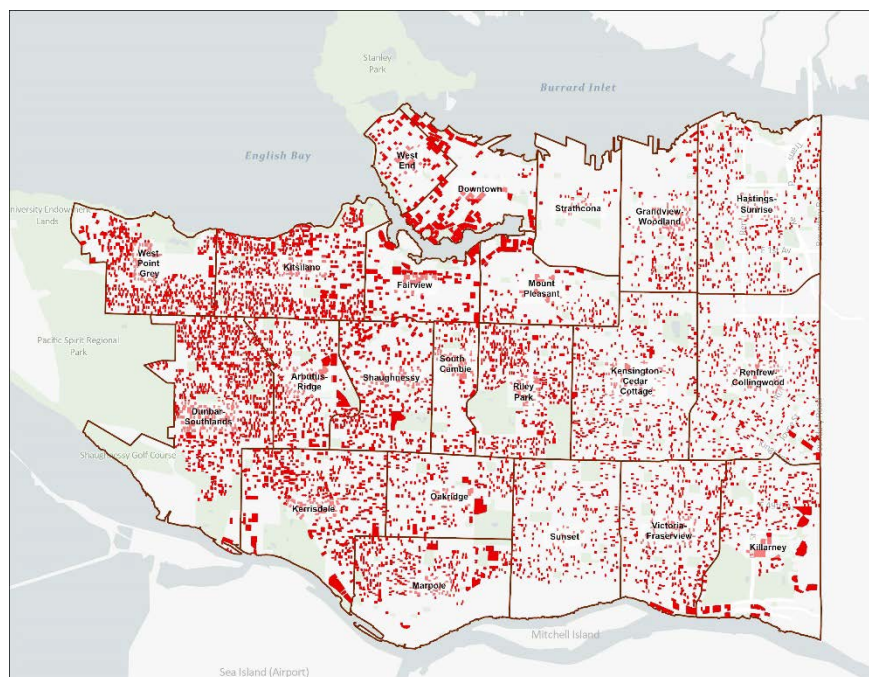 Stanley
Park
Burrard Inlet
English Bay
West
End
Downtown
Strathcona
Grandview-
Woodland
Hastings-
Sunrise
University Endowment
Lands
West
Point
Grey
Kitsilano
Fairview
Mount
Pleasant
Pacific Spirit Regional
Park
Arbutus-
Ridge
Shaughnessy
South
Cambie
Riley
Park
Kensington-
Cedar
Cottage
Renfrew-
Collingwood
Dunbar-
Southlands
Shaughnessy Golf Course
Kerrisdale
Oakridge
Sunset
Victoria-
Fraserview
Killarney
Marpole
Mitchell Island
Sea Island (Airport)